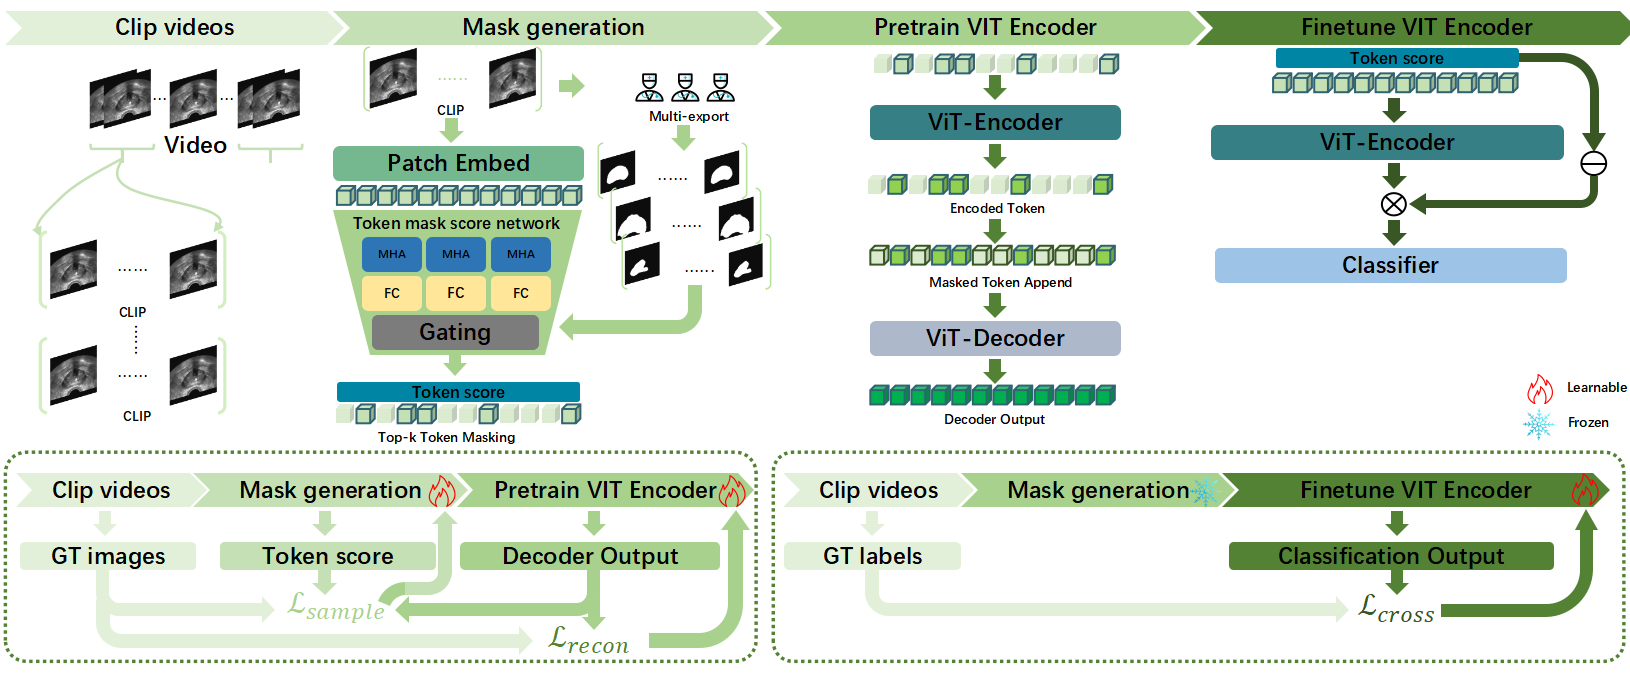 Clip videos
Mask generation
Pretrain VIT Encoder
Finetune VIT Encoder
...
...
Video
......
CLIP
......
......
CLIP
......
CLIP
Multi-export
Patch Embed
Token mask score network
MHA
MHA
MHA
FC
FC
FC
Gating
......
......
......
Token score
Top-k Token Masking
ViT-Encoder
Encoded Token
Masked Token Append
ViT-Decoder
Decoder Output
Token score
ViT-Encoder
Classifier
Learnable
Frozen
Clip videos
Mask generation
Pretrain VIT Encoder
GT images
Token score
Decoder Output
ℒsample
ℒrecon
Clip videos
Mask generation
Finetune VIT Encoder
GT labels
Classification Output
ℒcross